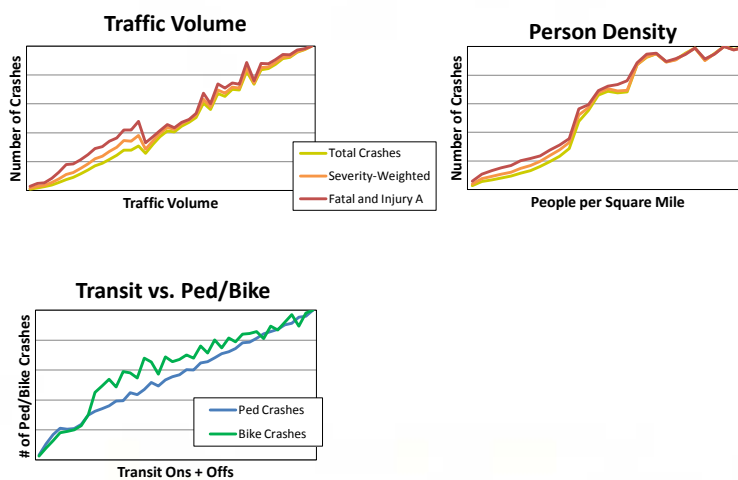 Traffic Volume
Number of Crashes
Traffic Volume
Total Crashes
Severity-Weighted
Fatal and Injury A
Person Density
Number of Crashes
People per Square Mile
Transit vs. Ped/Bike
# of Ped/Bike Crashes
Ped Crashes
Bike Crashes
Transit Ons + Offs